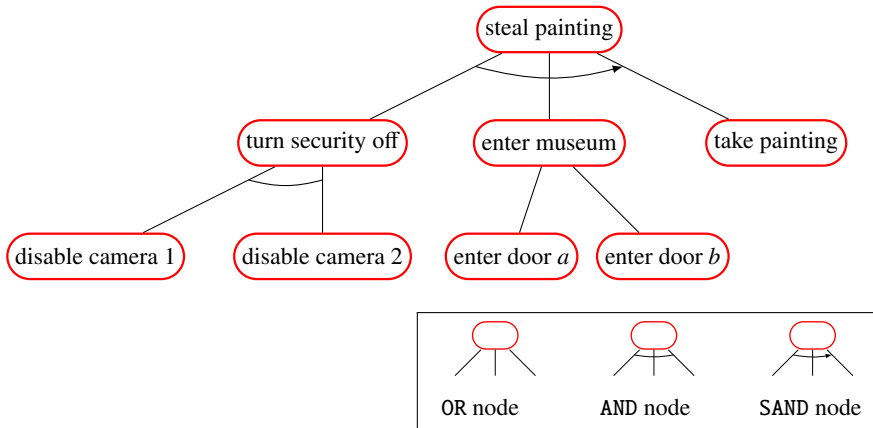 steal painting
turn security off
enter museum
take painting
disable camera 1
disable camera 2
enter door a
enter door b
OR node
AND node
SAND node